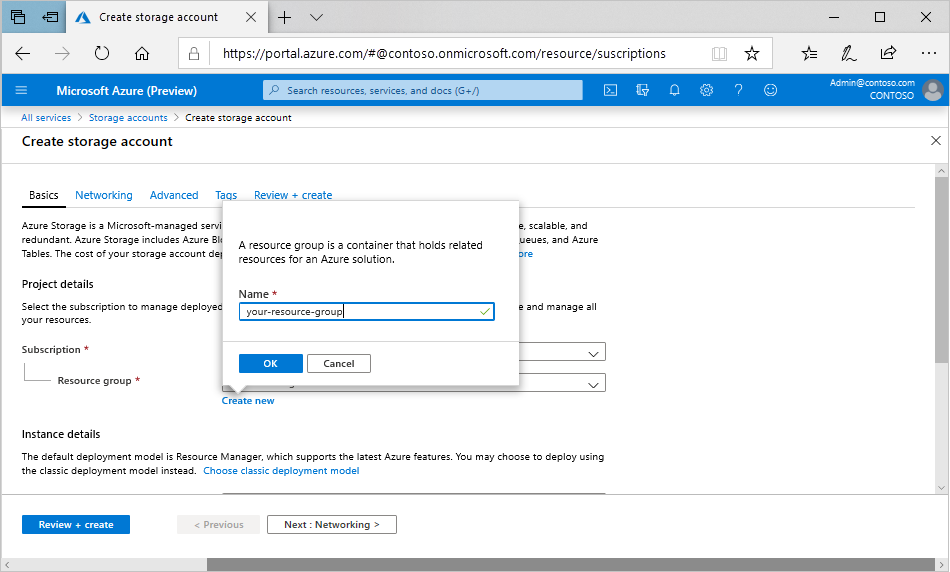 Create storage account
https://portal.azure.com/#@contoso.onmicrosoft.com/resource/suscriptions
Microsoft Azure (Preview)
Search resources, services, and docs (G+/)
Admin@contoso.com
CONTOSO
All services > Storage accounts > Create storage account
Create storage account
Basics Networking Advanced Tags Review + create
Azure Storage is a Microsoft-managed servi e, scalable, and
redundant. Azure Storage includes Azure Blo ueues, and Azure
Tables. The cost of your storage account dep ore
A resource group is a container that holds related
resources for an Azure solution.
Name *
your-resource-group
OK Cancel
Project details
Select the subscription to manage deployed e and manage all
your resources.
Subscription *
Resource group *
Create new
Instance details
The default deployment model is Resource Manager, which supports the latest Azure features. You may choose to deploy using
the classic deployment model instead. Choose classic deployment model
Review + create < Previous Next : Networking >